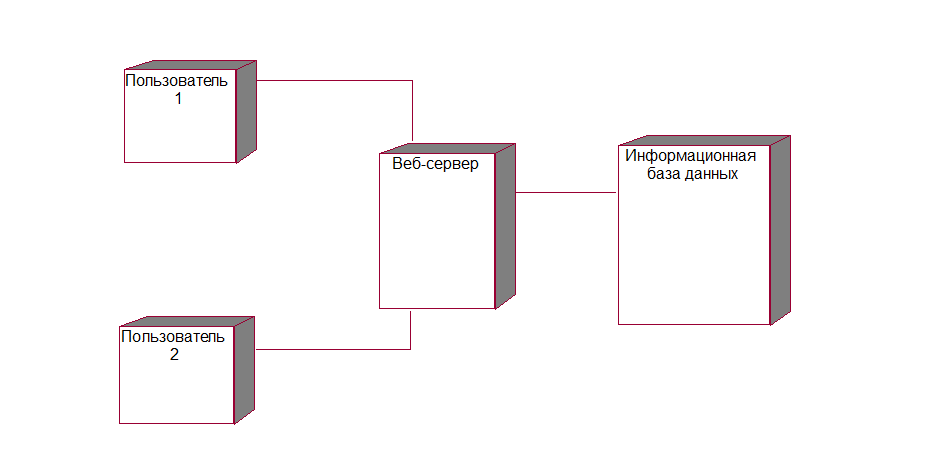 Пользователь
1
Веб-сервер
Информационная
база данных
Пользователь
2